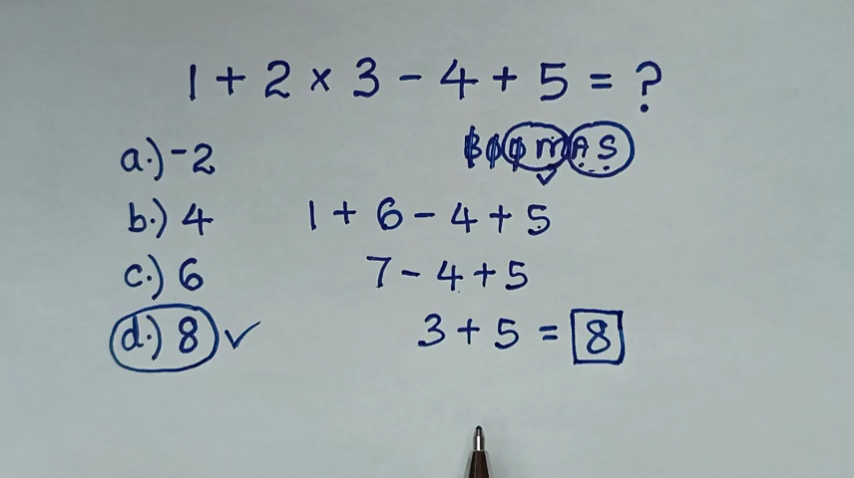 1 + 2 × 3 - 4 + 5 = ?
BODMAS
a.) -2
b.) 4
1 + 6 - 4 + 5
c.) 6
7 - 4 + 5
d.) 8 ✓
3 + 5 = 8